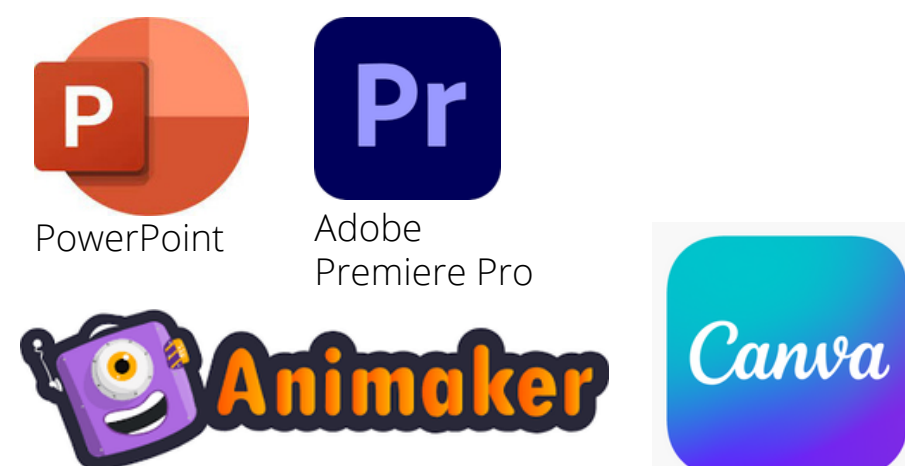 P
Pr
PowerPoint
Adobe
Premiere Pro
Animaker
Canva